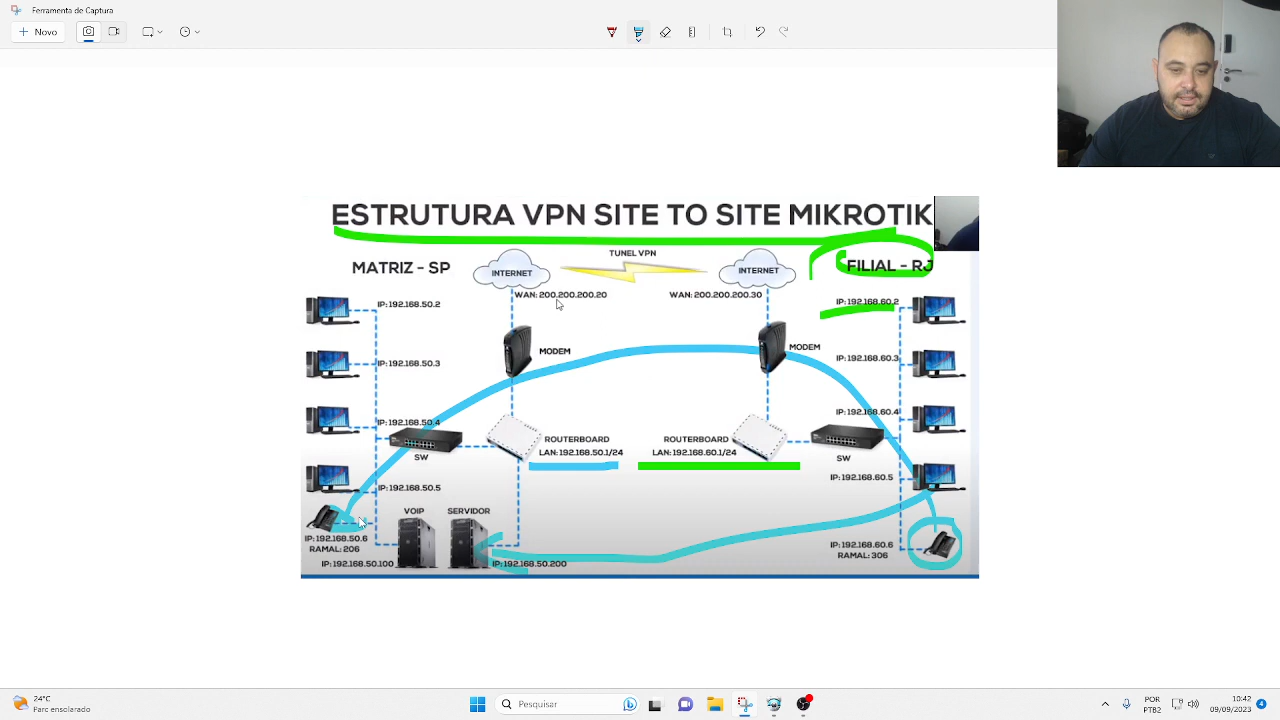 Ferramenta de Captura
Novo
ESTRUTURA VPN SITE TO SITE MIKROTIK
MATRIZ - SP
INTERNET
TUNEL VPN
INTERNET
FILIAL - RJ
WAN: 200.200.200.20
WAN: 200.200.200.30
IP: 192.168.50.2
IP: 192.168.60.2
MODEM
MODEM
IP: 192.168.50.3
IP: 192.168.60.3
IP: 192.168.50.4
IP: 192.168.60.4
ROUTERBOARD
LAN: 192.168.50.1/24
ROUTERBOARD
LAN: 192.168.60.1/24
SW
SW
IP: 192.168.50.5
IP: 192.168.60.5
VOIP
SERVIDOR
IP: 192.168.50.6
RAMAL: 206
IP: 192.168.60.6
RAMAL: 306
IP: 192.168.50.100
IP: 192.168.50.200
24°C
Parc ensolarado
Pesquisar
POR
PTB2
10:42
09/09/2023
4